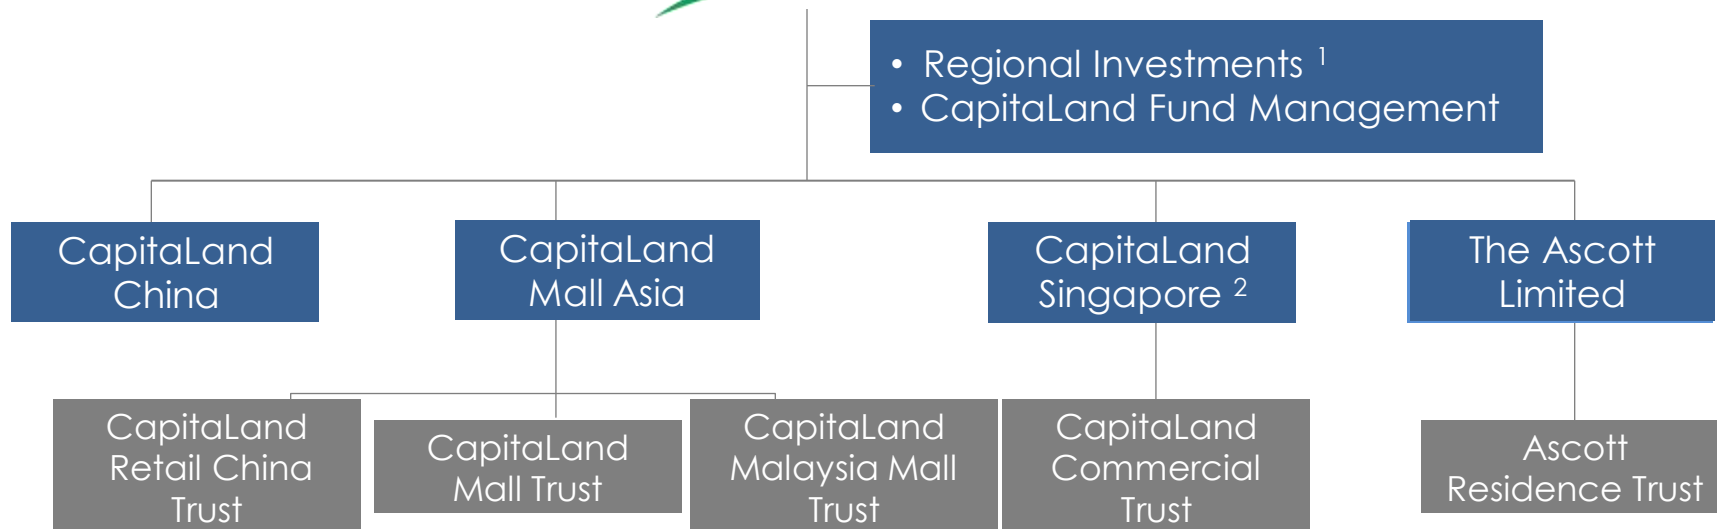 • Regional Investments 1
• CapitaLand Fund Management
CapitaLand
China
CapitaLand
Mall Asia
CapitaLand
Singapore 2
The Ascott
Limited
CapitaLand
Retail China
Trust
CapitaLand
Mall Trust
CapitaLand
Malaysia Mall
Trust
CapitaLand
Commercial
Trust
Ascott
Residence Trust